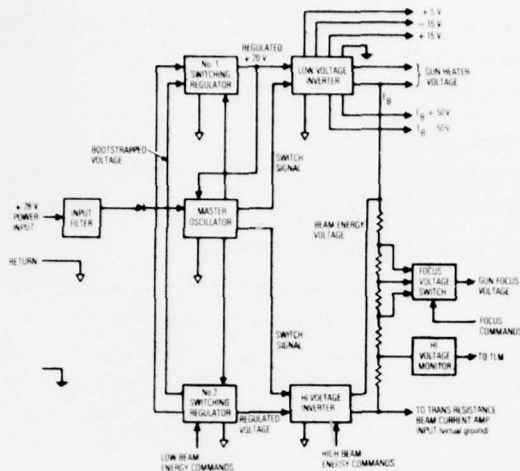 + 5 V
− 15 V
+ 15 V
REGULATED
+ 20 V
No. 1
SWITCHING
REGULATOR
LOW VOLTAGE
INVERTER
GUN HEATER
VOLTAGE
E_B
E_B + 50V
E_B 50V
BOOTSTRAPPED
VOLTAGE
SWITCH
SIGNAL
+ 28 V
POWER
INPUT
INPUT
FILTER
MASTER
OSCILLATOR
BEAM ENERGY
VOLTAGE
FOCUS
VOLTAGE
SWITCH
GUN FOCUS
VOLTAGE
RETURN
FOCUS
COMMANDS
SWITCH
SIGNAL
HI
VOLTAGE
MONITOR
TO TLM
No.2
SWITCHING
REGULATOR
REGULATED
VOLTAGE
HI-VOLTAGE
INVERTER
TO TRANS RESISTANCE
BEAM CURRENT AMP
INPUT (virtual ground)
LOW BEAM
ENERGY COMMANDS
HIGH BEAM
ENERGY COMMANDS